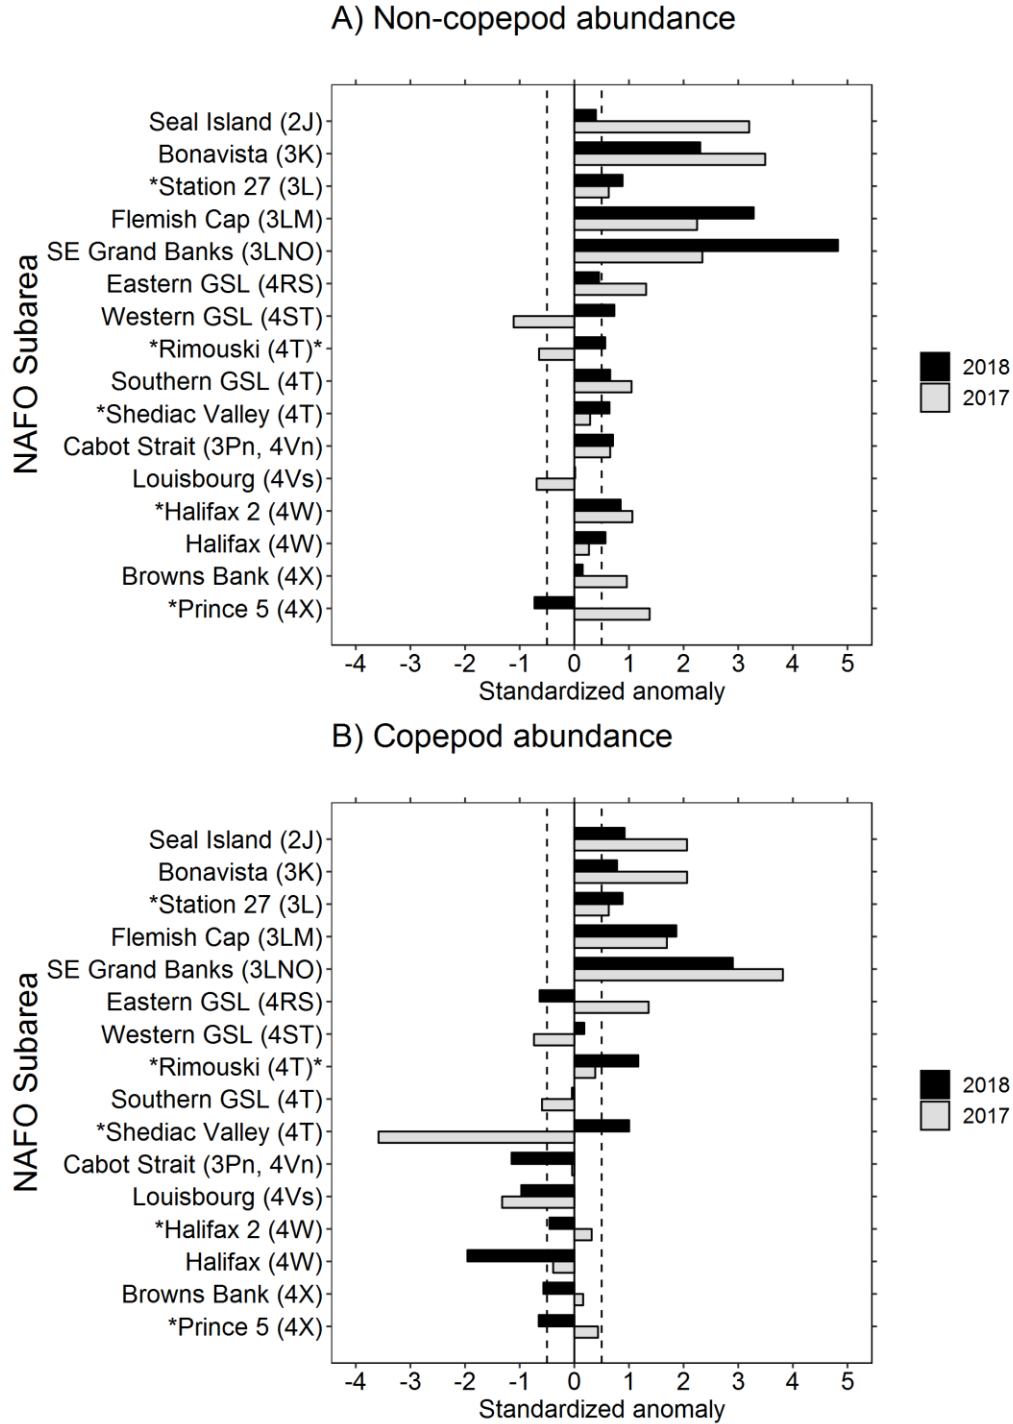 A) Non-copepod abundance
NAFO Subarea
Seal Island (2J)
Bonavista (3K)
*Station 27 (3L)
Flemish Cap (3LM)
SE Grand Banks (3LNO)
Eastern GSL (4RS)
Western GSL (4ST)
*Rimouski (4T)*
Southern GSL (4T)
*Shediac Valley (4T)
Cabot Strait (3Pn, 4Vn)
Louisbourg (4Vs)
*Halifax 2 (4W)
Halifax (4W)
Browns Bank (4X)
*Prince 5 (4X)
-4 -3 -2 -1 0 1 2 3 4 5
Standardized anomaly
2018
2017
B) Copepod abundance
NAFO Subarea
Seal Island (2J)
Bonavista (3K)
*Station 27 (3L)
Flemish Cap (3LM)
SE Grand Banks (3LNO)
Eastern GSL (4RS)
Western GSL (4ST)
*Rimouski (4T)*
Southern GSL (4T)
*Shediac Valley (4T)
Cabot Strait (3Pn, 4Vn)
Louisbourg (4Vs)
*Halifax 2 (4W)
Halifax (4W)
Browns Bank (4X)
*Prince 5 (4X)
-4 -3 -2 -1 0 1 2 3 4 5
Standardized anomaly
2018
2017